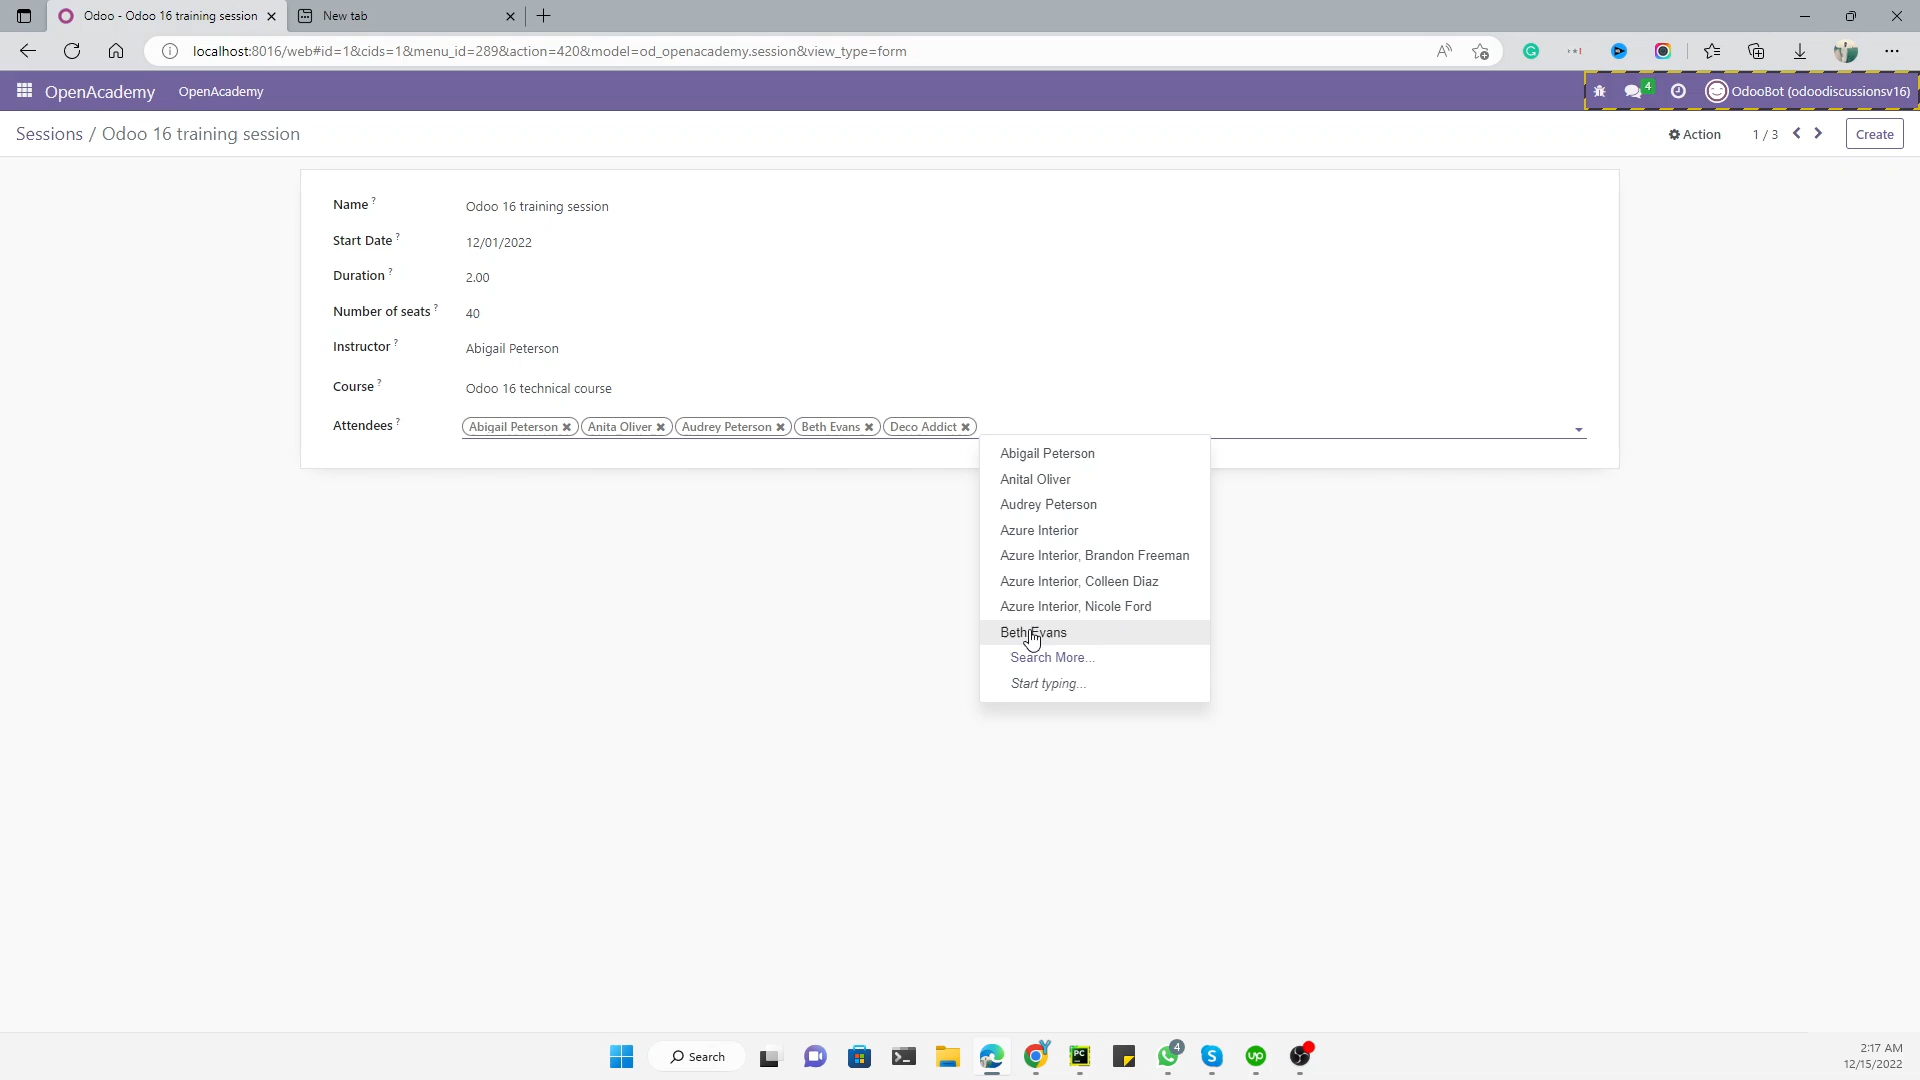 Odoo - Odoo 16 training session
New tab
localhost:8016/web#id=1&cids=1&menu_id=289&action=420&model=od_openacademy.session&view_type=form
OpenAcademy OpenAcademy
4
OdooBot (odoodiscussionsv16)
Sessions / Odoo 16 training session
Action
1 / 3
Create
Name ? Odoo 16 training session
Start Date ? 12/01/2022
Duration ? 2.00
Number of seats ? 40
Instructor ? Abigail Peterson
Course ? Odoo 16 technical course
Attendees ? Abigail Peterson Anita Oliver Audrey Peterson Beth Evans Deco Addict
Abigail Peterson
Anital Oliver
Audrey Peterson
Azure Interior
Azure Interior, Brandon Freeman
Azure Interior, Colleen Diaz
Azure Interior, Nicole Ford
Beth Evans
Search More...
Start typing...
Search
PC
4
S
up
2:17 AM
12/15/2022